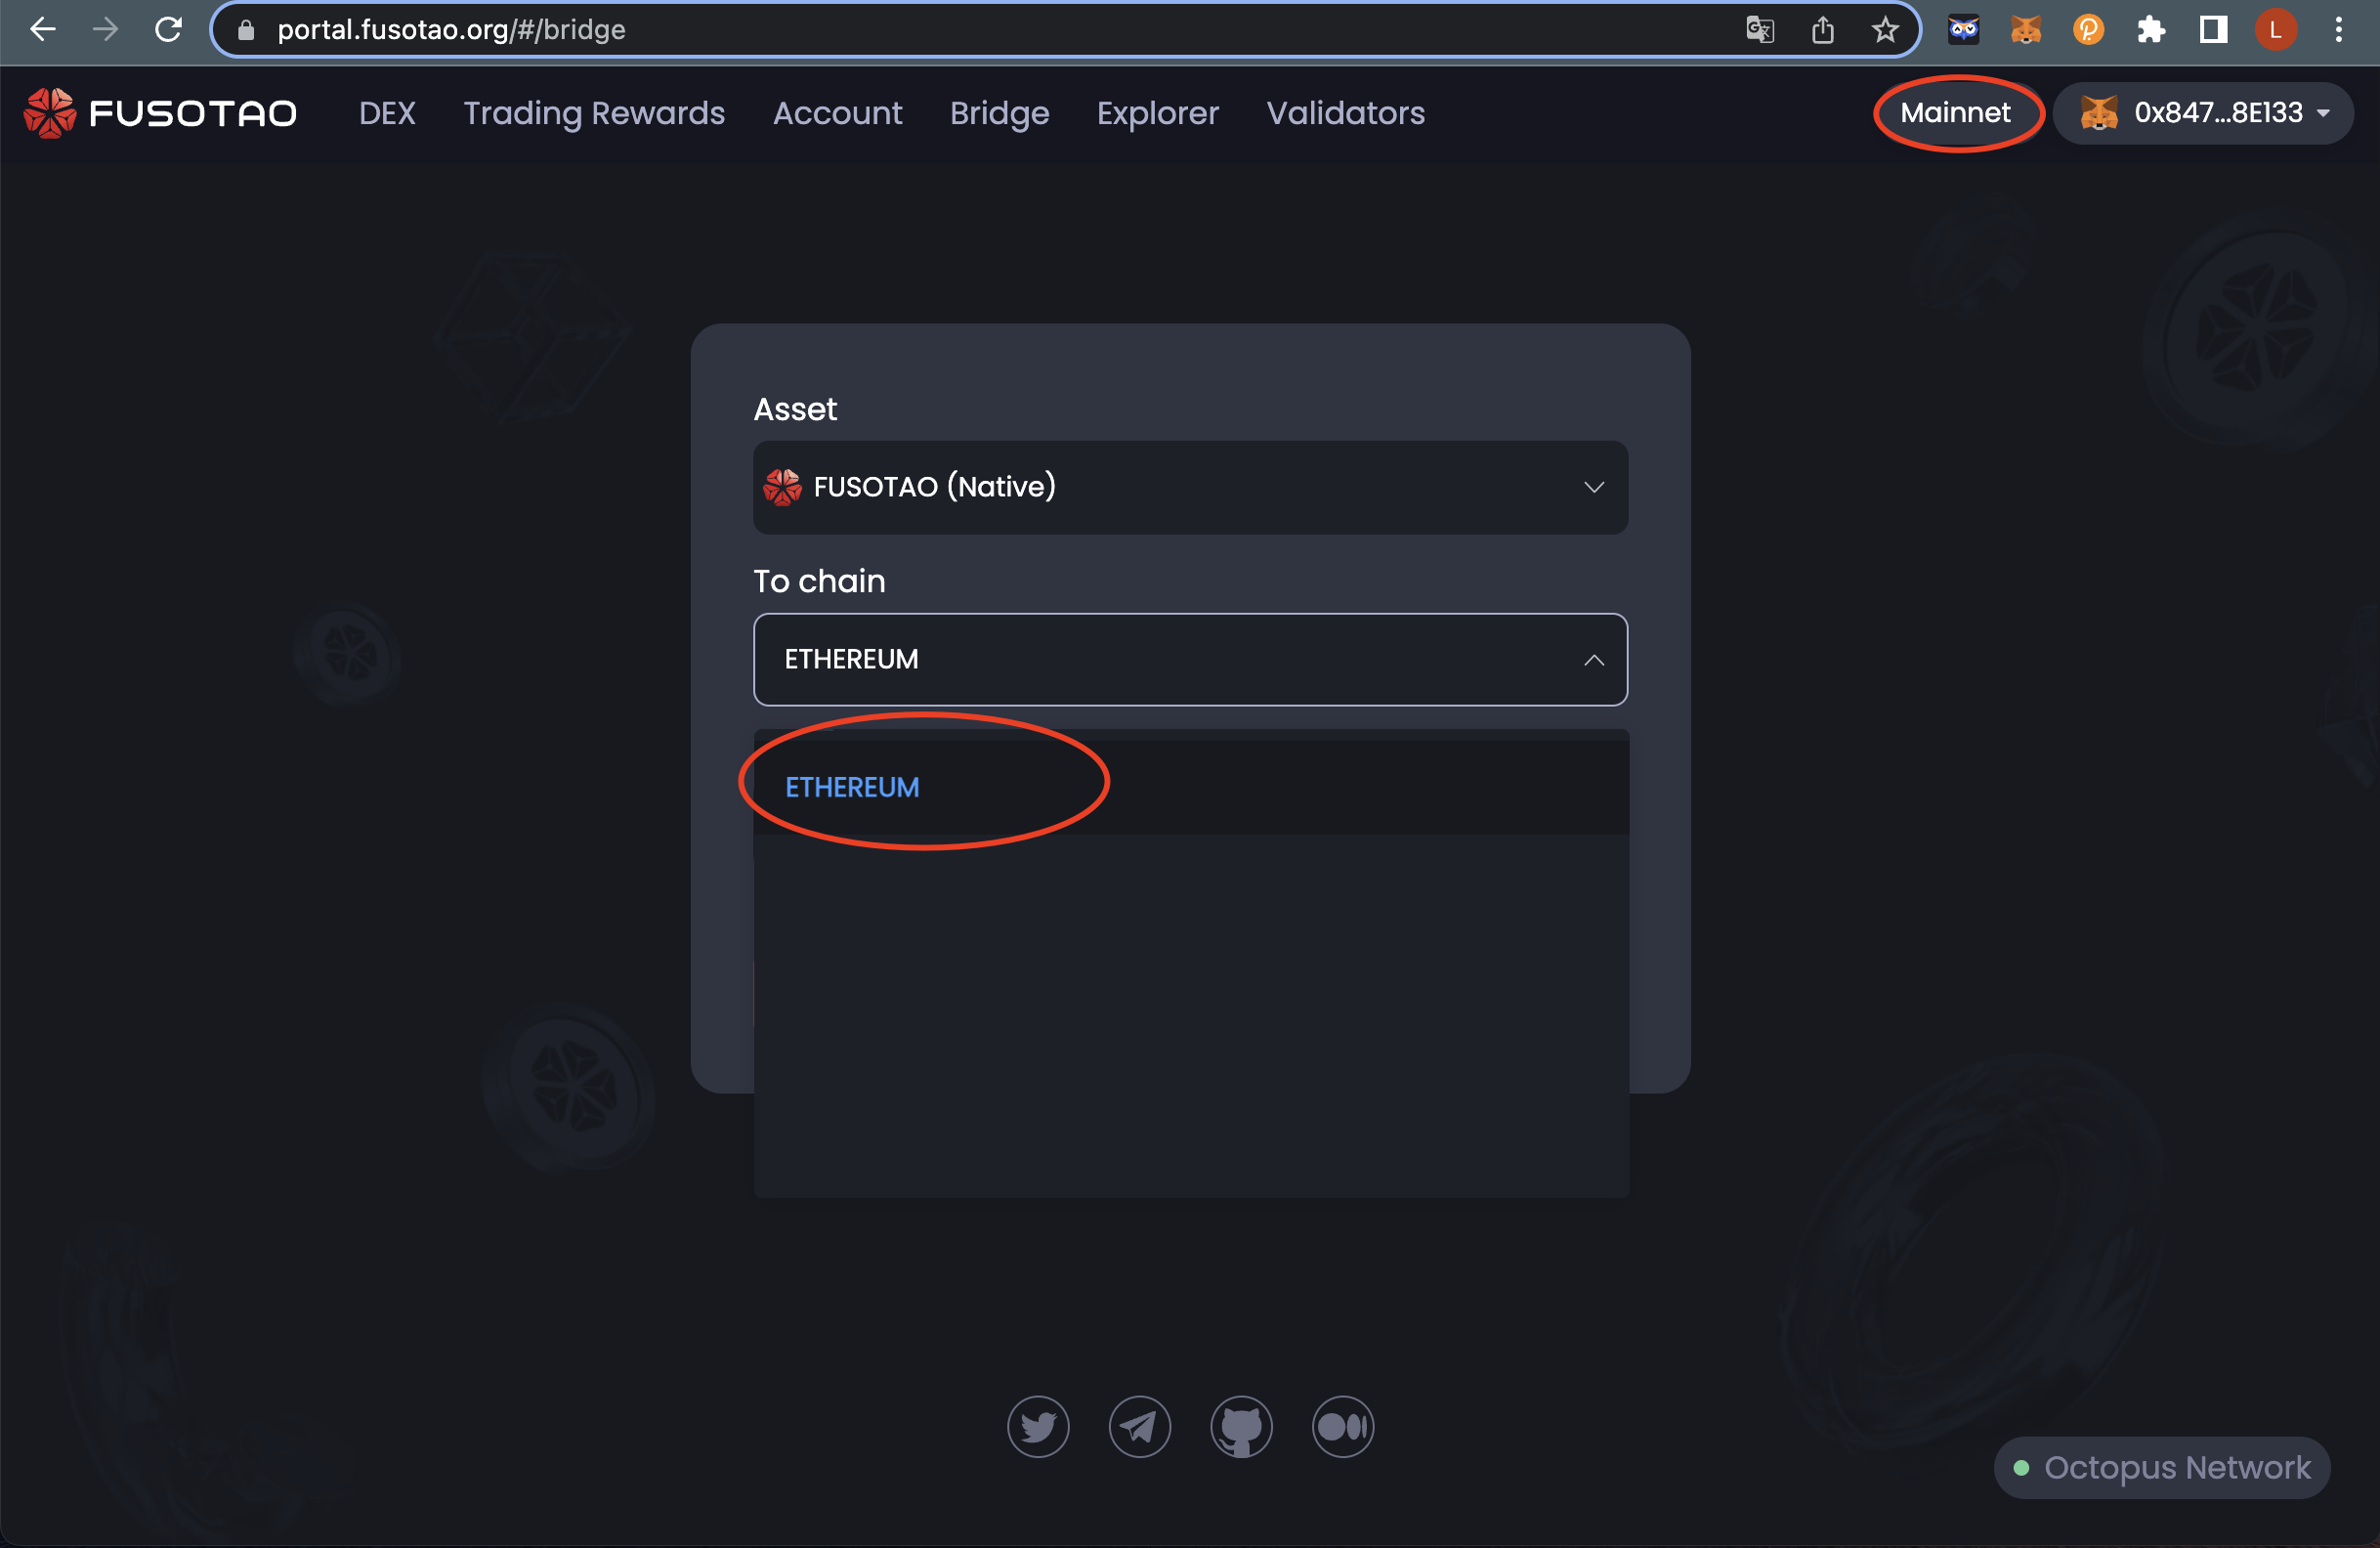 portal.fusotao.org/#/bridge
L
FUSOTAO
DEX
Trading Rewards
Account
Bridge
Explorer
Validators
Mainnet
0x847...8E133
Asset
FUSOTAO (Native)
To chain
ETHEREUM
ETHEREUM
Octopus Network